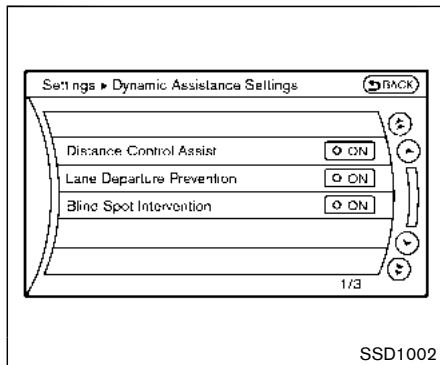 Settings ▸ Dynamic Assistance Settings
BACK
Distance Control Assist
ON
Lane Departure Prevention
ON
Blind Spot Intervention
ON
1/3
SSD1002